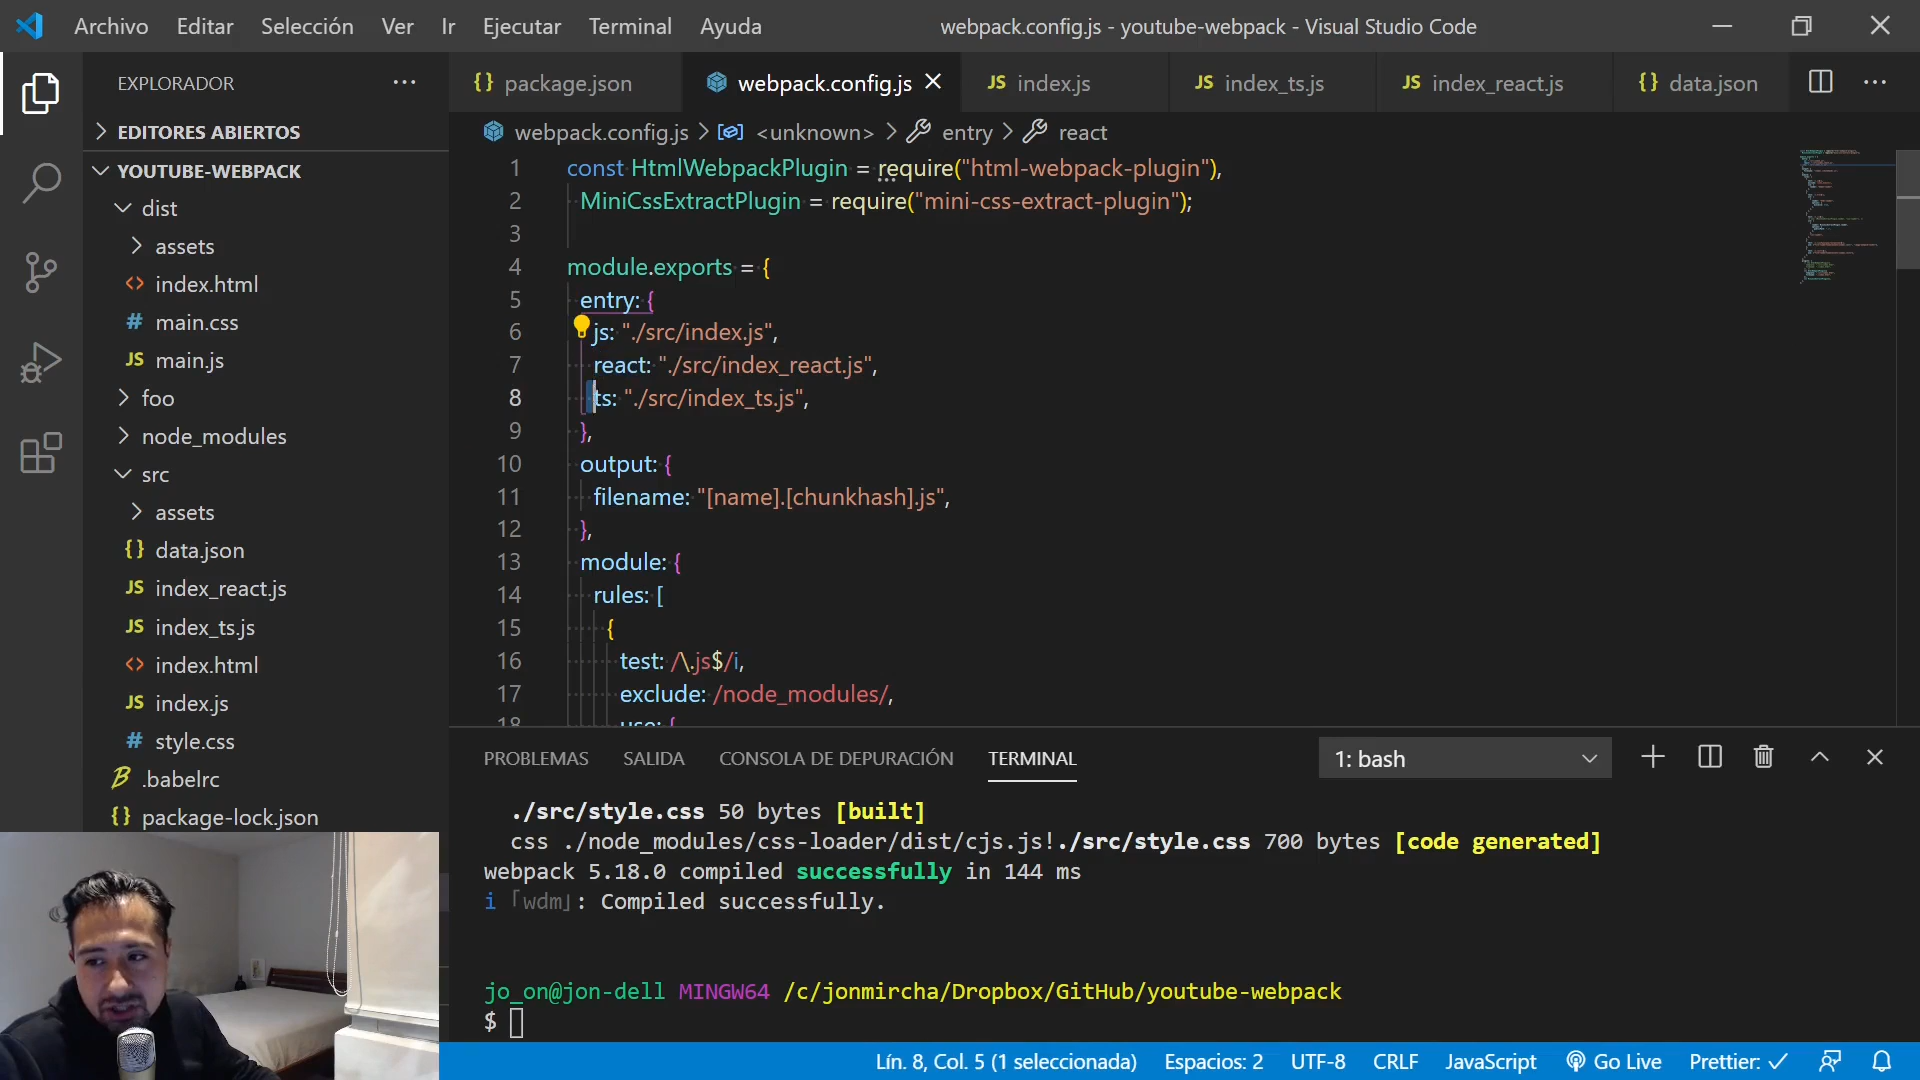 Archivo Editar Selección Ver Ir Ejecutar Terminal Ayuda webpack.config.js - youtube-webpack - Visual Studio Code
EXPLORADOR
EDITORES ABIERTOS
YOUTUBE-WEBPACK
dist
assets
index.html
main.css
JS main.js
foo
node_modules
src
assets
{} data.json
JS index_react.js
JS index_ts.js
index.html
JS index.js
# style.css
.babelrc
{} package-lock.json
{} package.json webpack.config.js JS index.js JS index_ts.js JS index_react.js {} data.json
webpack.config.js > <unknown> > entry > react
1 const HtmlWebpackPlugin = require("html-webpack-plugin"),
2 MiniCssExtractPlugin = require("mini-css-extract-plugin");
3
4 module.exports = {
5 entry: {
6 js: "./src/index.js",
7 react: "./src/index_react.js",
8 ts: "./src/index_ts.js",
9 },
10 output: {
11 filename: "[name].[chunkhash].js",
12 },
13 module: {
14 rules: [
15 {
16 test: /\.js$/i,
17 exclude: /node_modules/,
18 use: {
PROBLEMAS SALIDA CONSOLA DE DEPURACIÓN TERMINAL 1: bash
./src/style.css 50 bytes [built]
css ./node_modules/css-loader/dist/cjs.js!./src/style.css 700 bytes [code generated]
webpack 5.18.0 compiled successfully in 144 ms
i ｢wdm｣: Compiled successfully.
jo_on@jon-dell MINGW64 /c/jonmircha/Dropbox/GitHub/youtube-webpack
$
Lín. 8, Col. 5 (1 seleccionada) Espacios: 2 UTF-8 CRLF JavaScript Go Live Prettier: ✓